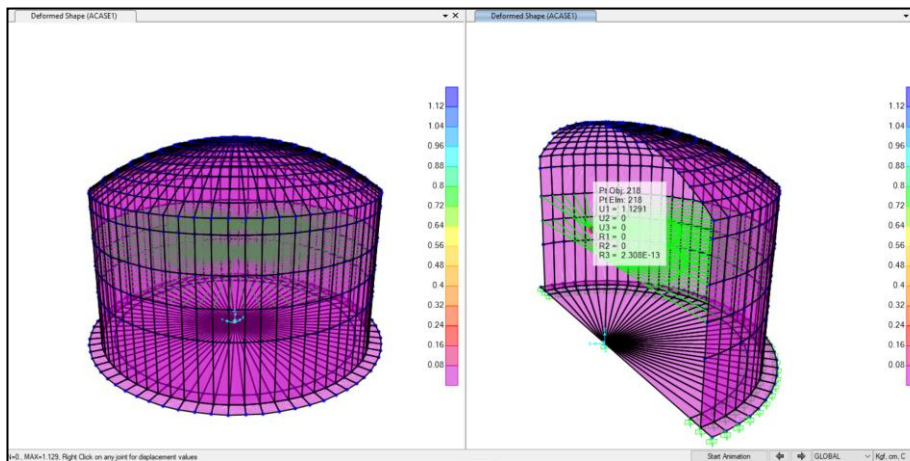 Deformed Shape (ACASE1)
1.12
1.04
0.96
0.88
0.8
0.72
0.64
0.56
0.48
0.4
0.32
0.24
0.16
0.08
Deformed Shape (ACASE1)
Pt Obj: 218
Pt Elm: 218
U1 = 1.1291
U2 = 0
U3 = 0
R1 = 0
R2 = 0
R3 = 2.308E-13
1.12
1.04
0.96
0.88
0.8
0.72
0.64
0.56
0.48
0.4
0.32
0.24
0.16
0.08
MAX=1.129, Right Click on any joint for displacement values
Start Animation
GLOBAL
Kgf, cm, C